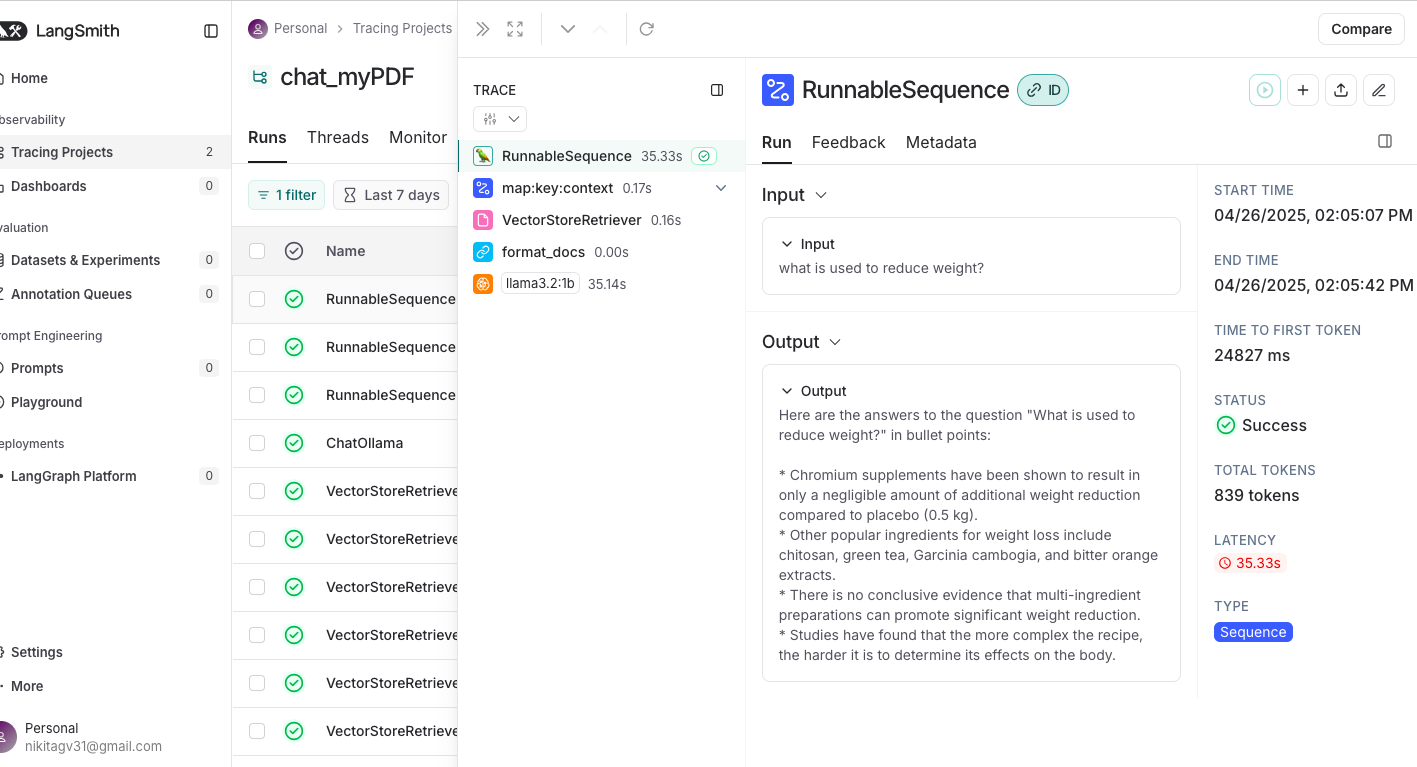 LangSmith
Home
bservability
Tracing Projects 2
Dashboards 0
valuation
Datasets & Experiments 0
Annotation Queues 0
rompt Engineering
Prompts 0
Playground
eployments
LangGraph Platform 0
Settings
More
Personal
nikitagv31@gmail.com
Personal > Tracing Projects
chat_myPDF
Runs Threads Monitor
1 filter Last 7 days
Name
RunnableSequence
RunnableSequence
RunnableSequence
ChatOllama
VectorStoreRetrieve
VectorStoreRetrieve
VectorStoreRetrieve
VectorStoreRetrieve
VectorStoreRetrieve
VectorStoreRetrieve
Compare
TRACE
RunnableSequence 35.33s
map:key:context 0.17s
VectorStoreRetriever 0.16s
format_docs 0.00s
llama3.2:1b 35.14s
RunnableSequence ID
Run Feedback Metadata
Input
Input
what is used to reduce weight?
Output
Output
Here are the answers to the question "What is used to
reduce weight?" in bullet points:
* Chromium supplements have been shown to result in
only a negligible amount of additional weight reduction
compared to placebo (0.5 kg).
* Other popular ingredients for weight loss include
chitosan, green tea, Garcinia cambogia, and bitter orange
extracts.
* There is no conclusive evidence that multi-ingredient
preparations can promote significant weight reduction.
* Studies have found that the more complex the recipe,
the harder it is to determine its effects on the body.
START TIME
04/26/2025, 02:05:07 PM
END TIME
04/26/2025, 02:05:42 PM
TIME TO FIRST TOKEN
24827 ms
STATUS
Success
TOTAL TOKENS
839 tokens
LATENCY
35.33s
TYPE
Sequence